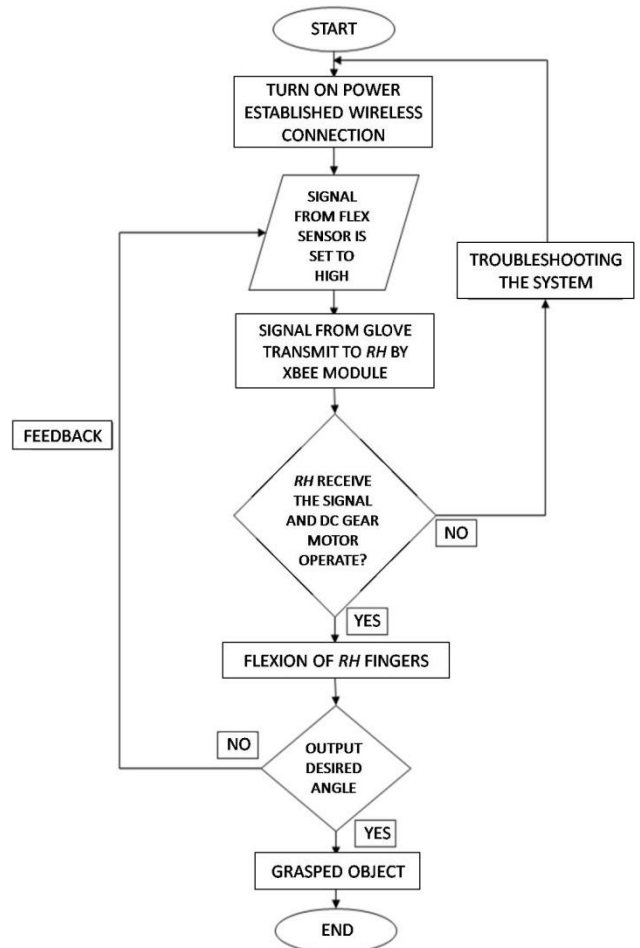 START
TURN ON POWER
ESTABLISHED WIRELESS
CONNECTION
SIGNAL
FROM FLEX
SENSOR IS
SET TO
HIGH
TROUBLESHOOTING
THE SYSTEM
SIGNAL FROM GLOVE
TRANSMIT TO RH BY
XBEE MODULE
FEEDBACK
RH RECEIVE
THE SIGNAL
AND DC GEAR
MOTOR
OPERATE?
NO
YES
FLEXION OF RH FINGERS
NO
OUTPUT
DESIRED
ANGLE
YES
GRASPED OBJECT
END